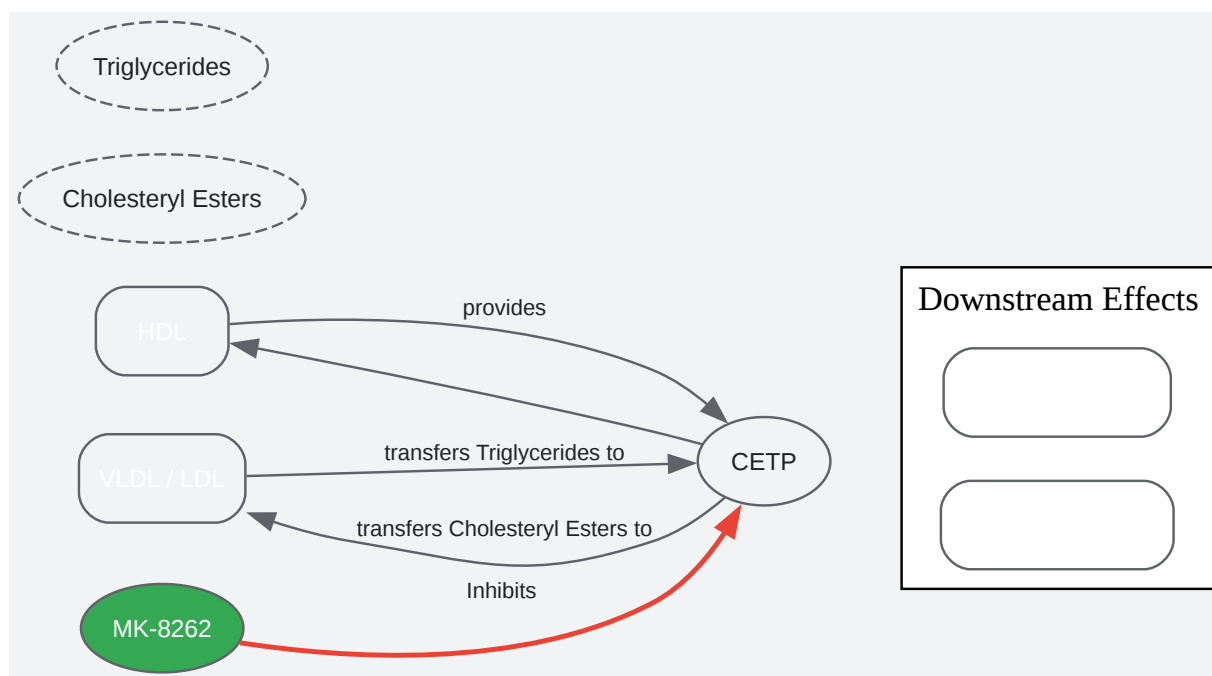 Triglycerides
Cholesteryl Esters
HDL
provides
Downstream Effects
transfers Triglycerides to
CETP
VLDL / LDL
transfers Cholesteryl Esters to
Inhibits
MK-8262